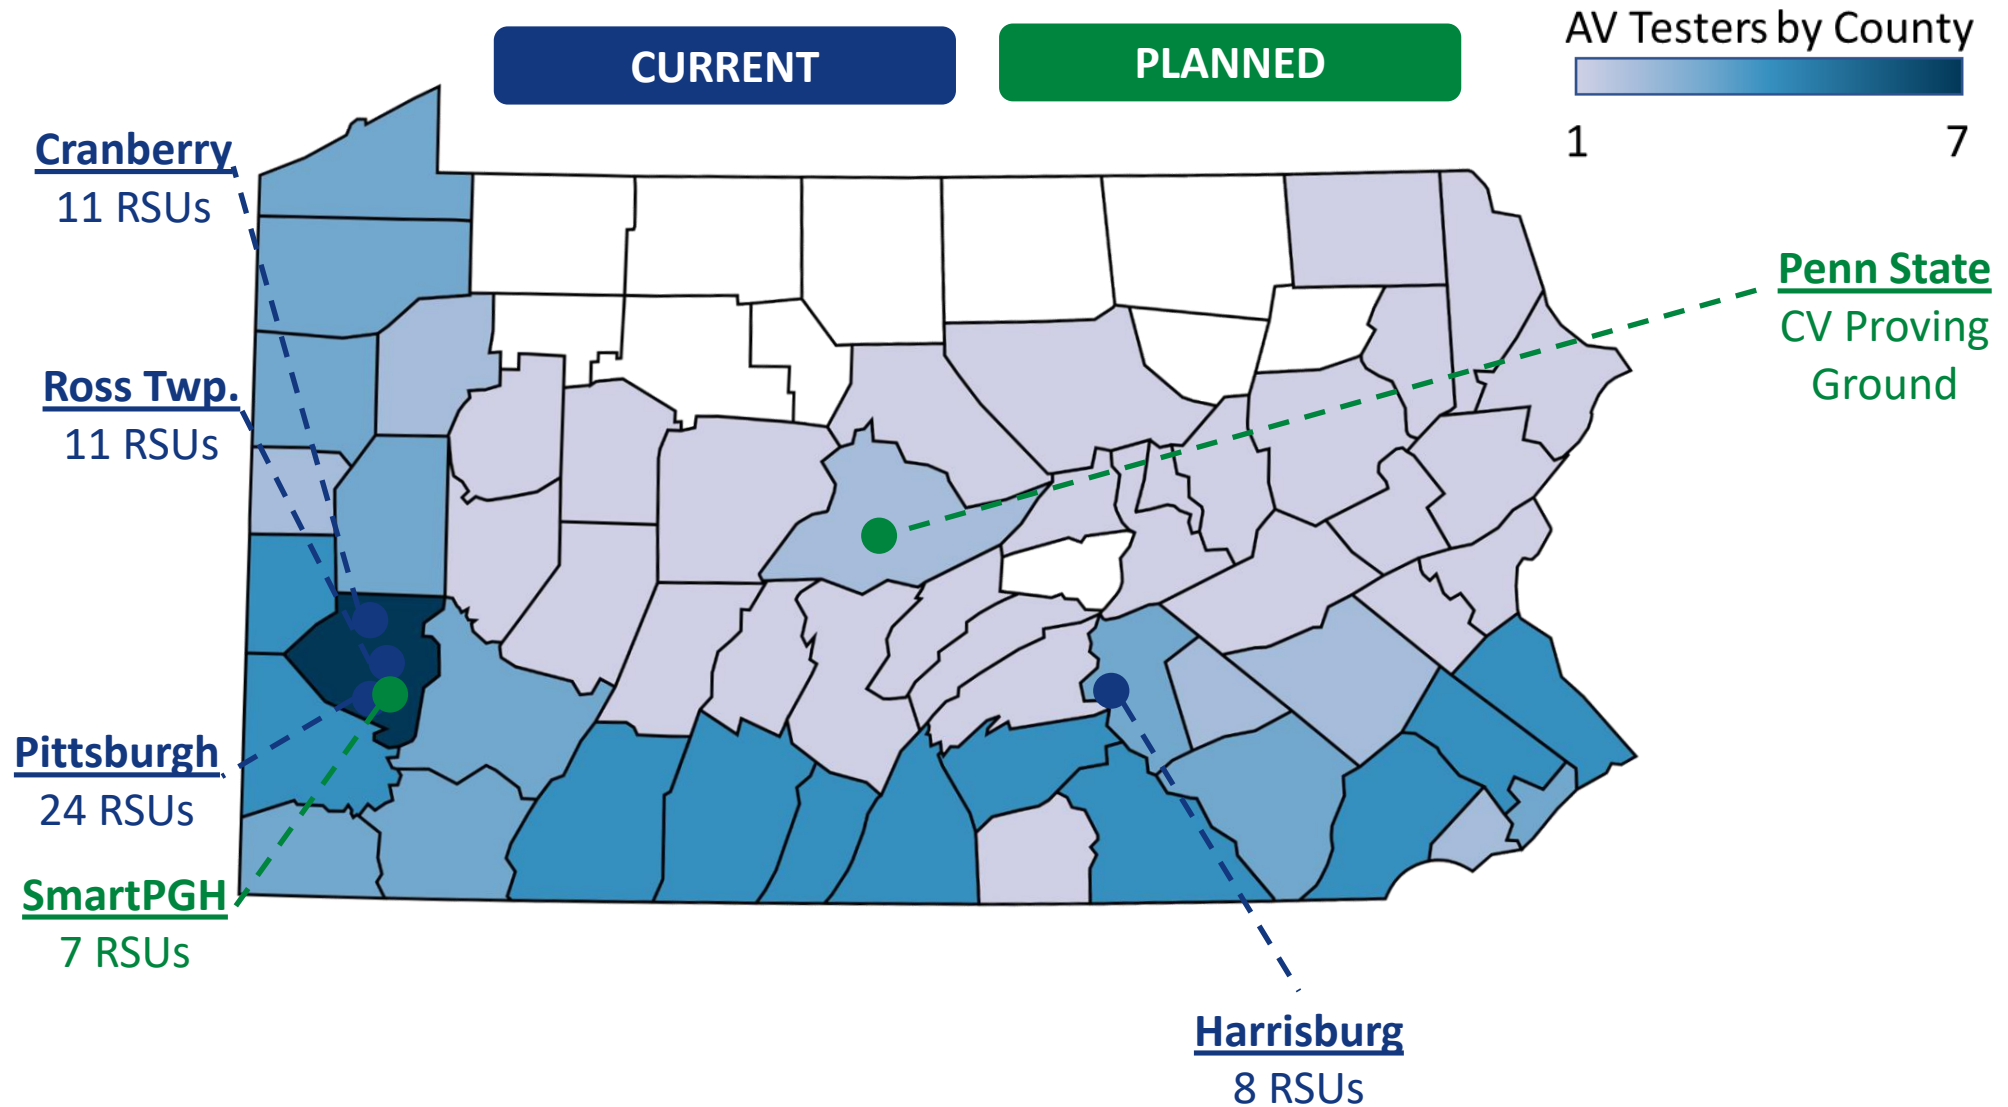 CURRENT
PLANNED
AV Testers by County
1
7
Cranberry
11 RSUs
Ross Twp.
11 RSUs
Pittsburgh
24 RSUs
SmartPGH
7 RSUs
Penn State
CV Proving
Ground
Harrisburg
8 RSUs